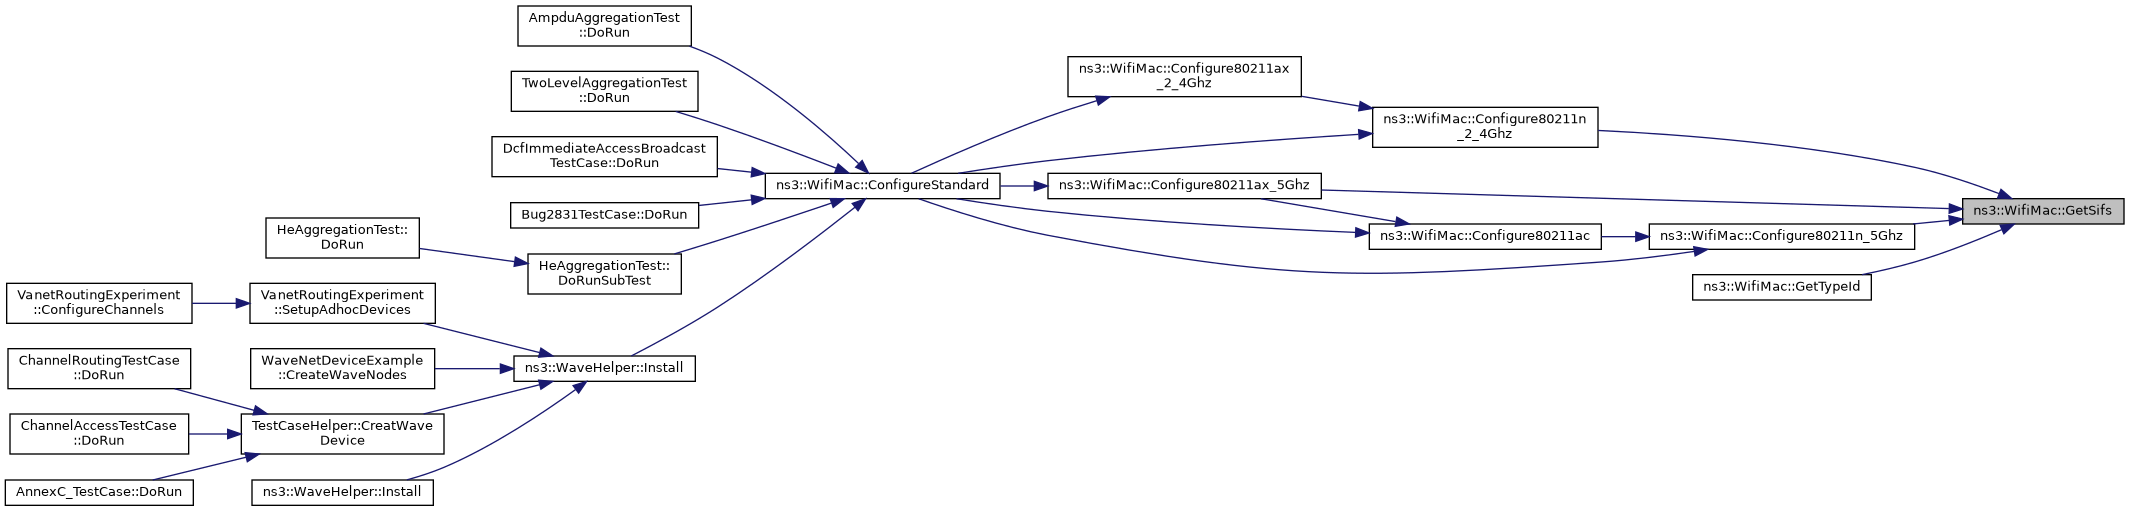 AmpduAggregationTest
::DoRun
TwoLevelAggregationTest
::DoRun
DcfImmediateAccessBroadcast
TestCase::DoRun
Bug2831TestCase::DoRun
HeAggregationTest::
DoRun
HeAggregationTest::
DoRunSubTest
VanetRoutingExperiment
::ConfigureChannels
VanetRoutingExperiment
::SetupAdhocDevices
ChannelRoutingTestCase
::DoRun
WaveNetDeviceExample
::CreateWaveNodes
ChannelAccessTestCase
::DoRun
TestCaseHelper::CreatWave
Device
AnnexC_TestCase::DoRun
ns3::WaveHelper::Install
ns3::WaveHelper::Install
ns3::WifiMac::ConfigureStandard
ns3::WifiMac::Configure80211ax
_2_4Ghz
ns3::WifiMac::Configure80211n
_2_4Ghz
ns3::WifiMac::Configure80211ax_5Ghz
ns3::WifiMac::Configure80211ac
ns3::WifiMac::Configure80211n_5Ghz
ns3::WifiMac::GetTypeId
ns3::WifiMac::GetSifs